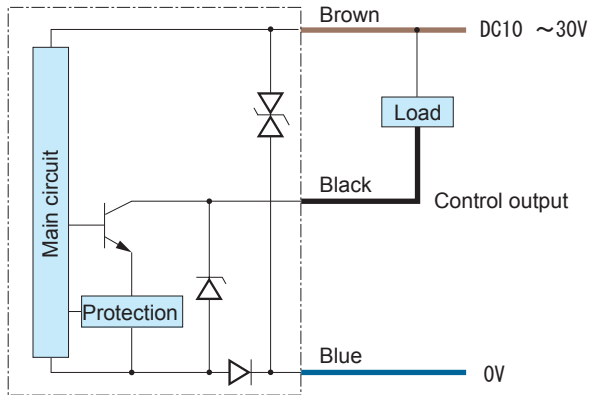 Brown
DC10 ～30V
Load
Main circuit
Black
Control output
Protection
Blue
0V